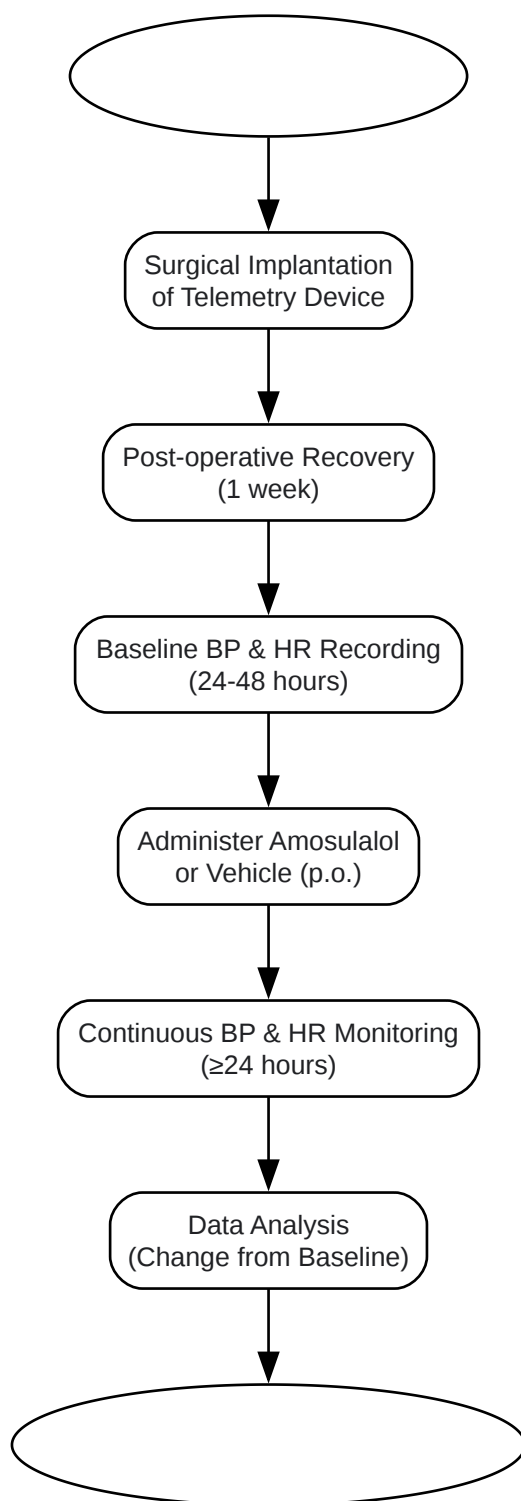 Surgical Implantation
of Telemetry Device
Post-operative Recovery
(1 week)
Baseline BP & HR Recording
(24-48 hours)
Administer Amosulalol
or Vehicle (p.o.)
Continuous BP & HR Monitoring
(≥24 hours)
Data Analysis
(Change from Baseline)